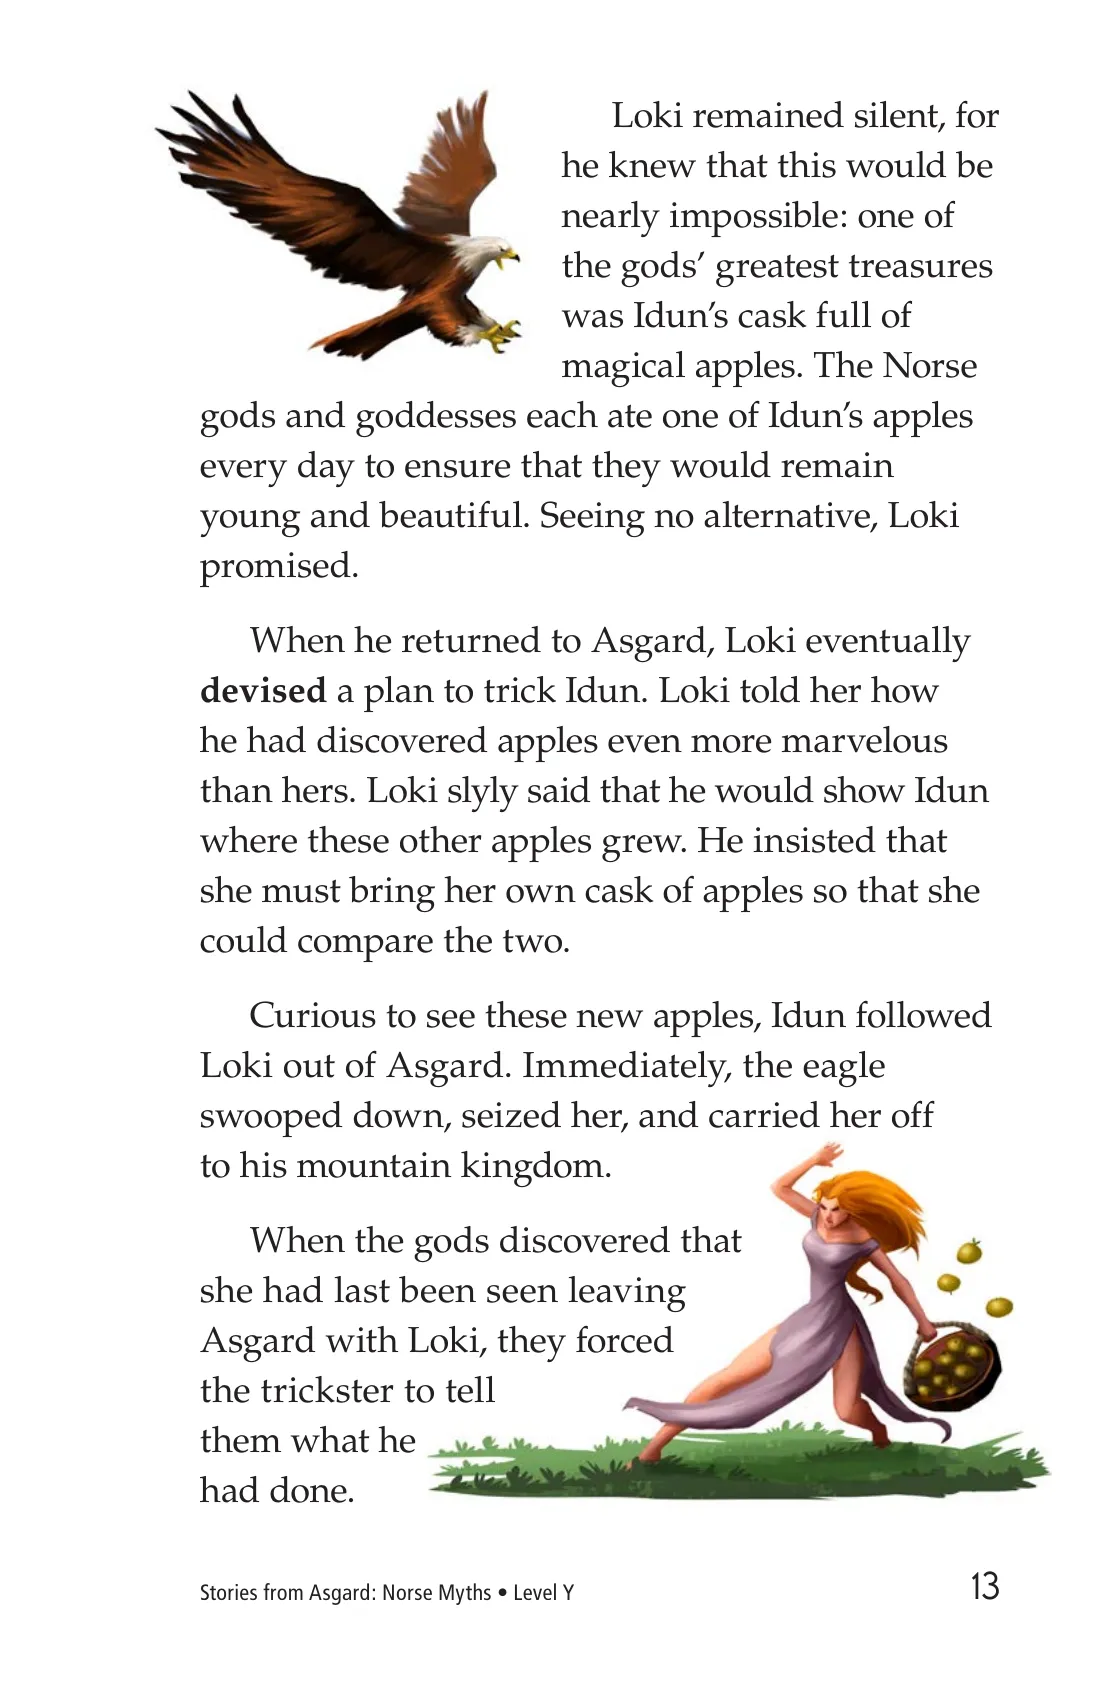 Loki remained silent, for
he knew that this would be
nearly impossible: one of
the gods’ greatest treasures
was Idun’s cask full of
magical apples. The Norse
gods and goddesses each ate one of Idun’s apples
every day to ensure that they would remain
young and beautiful. Seeing no alternative, Loki
promised.
When he returned to Asgard, Loki eventually
devised a plan to trick Idun. Loki told her how
he had discovered apples even more marvelous
than hers. Loki slyly said that he would show Idun
where these other apples grew. He insisted that
she must bring her own cask of apples so that she
could compare the two.
Curious to see these new apples, Idun followed
Loki out of Asgard. Immediately, the eagle
swooped down, seized her, and carried her off
to his mountain kingdom.
When the gods discovered that
she had last been seen leaving
Asgard with Loki, they forced
the trickster to tell
them what he
had done.
Stories from Asgard: Norse Myths • Level Y
13